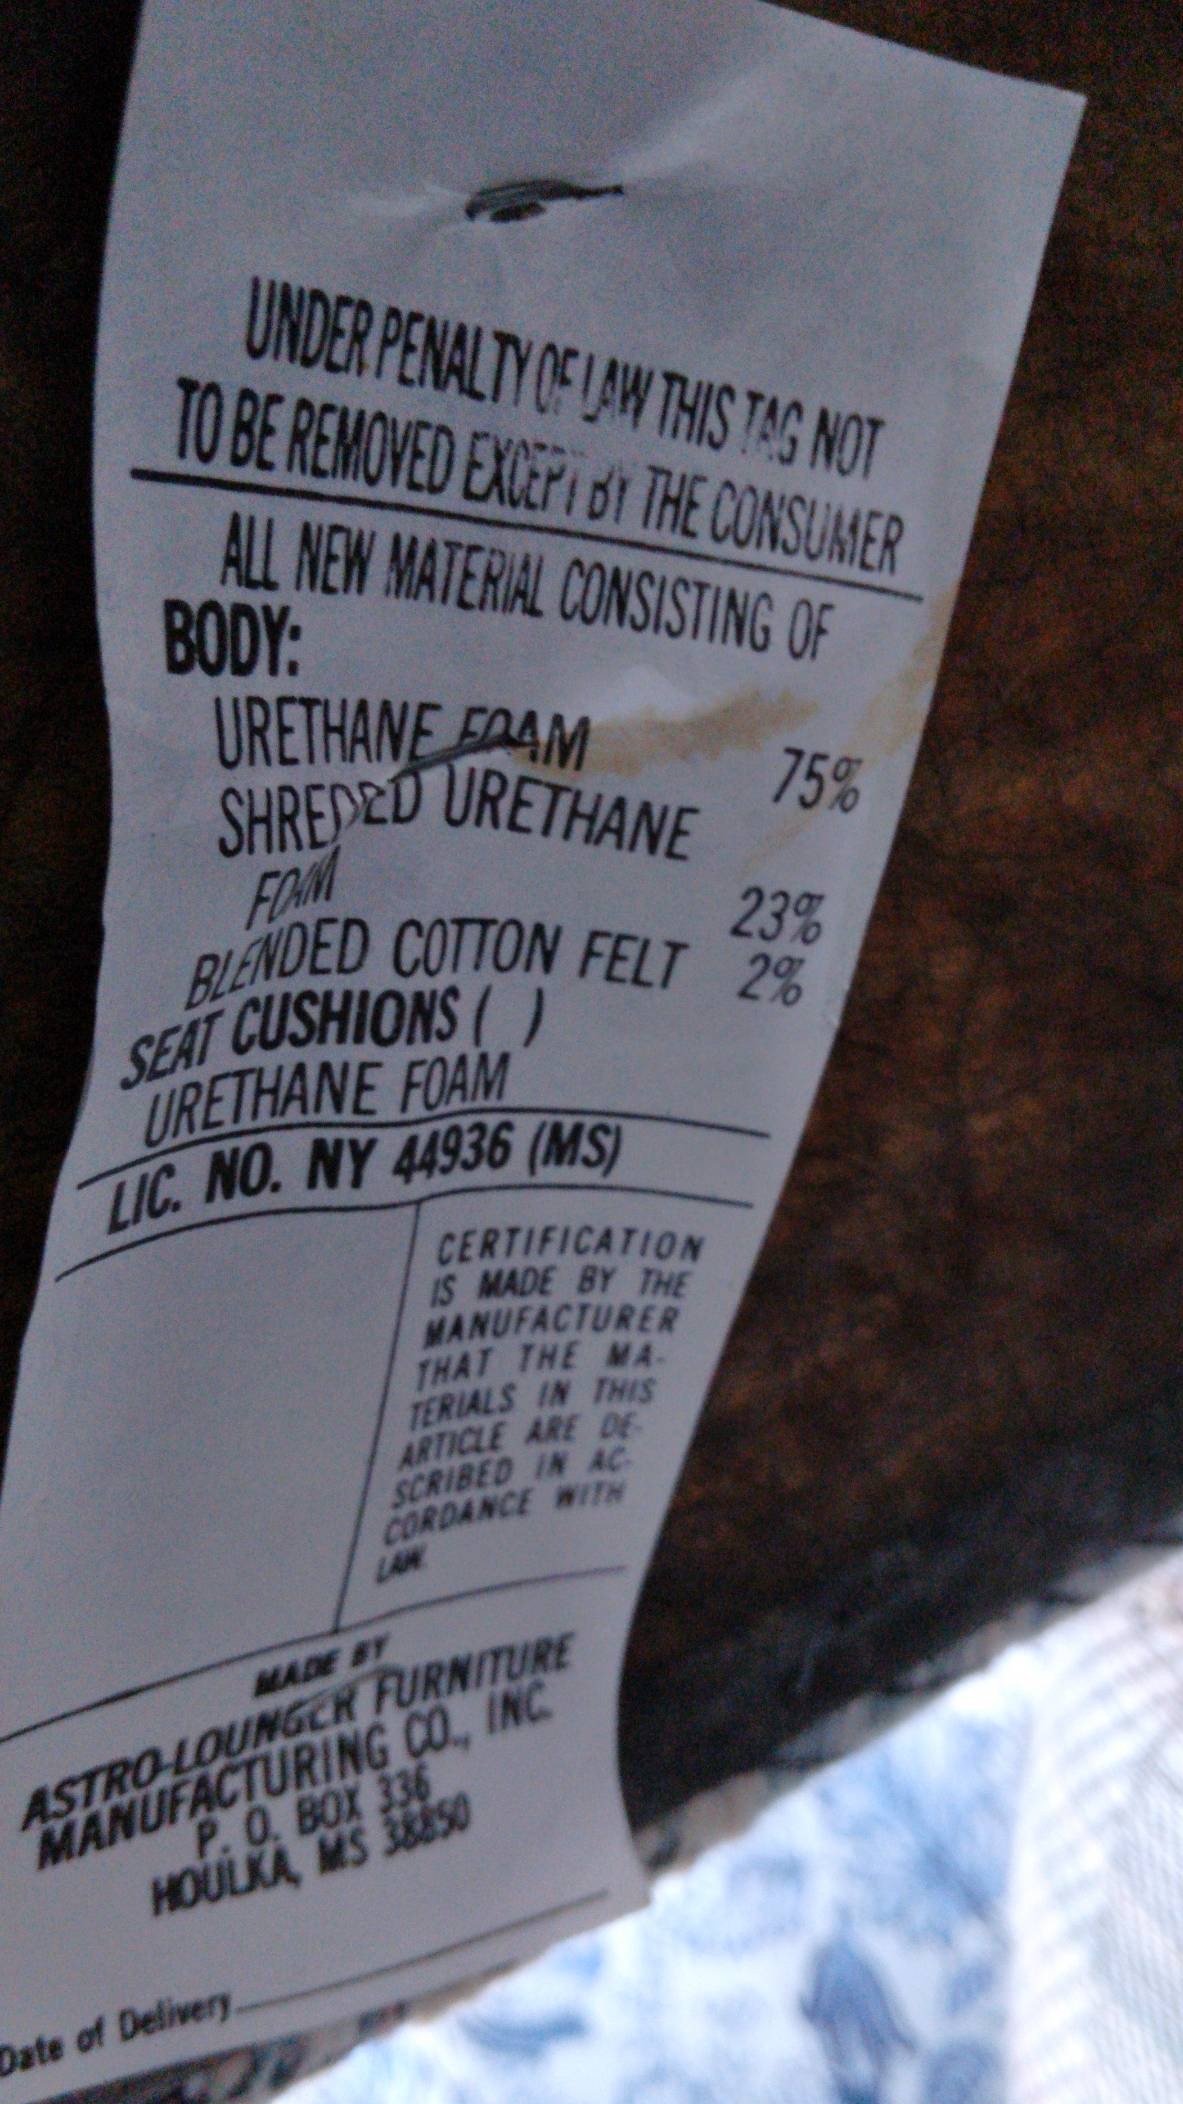 UNDER PENALTY OF LAW THIS TAG NOT
TO BE REMOVED EXCEPT BY THE CONSUMER
ALL NEW MATERIAL CONSISTING OF
BODY:
URETHANE FOAM 75%
SHREDDED URETHANE
FOAM 23%
BLENDED COTTON FELT 2%
SEAT CUSHIONS ( )
URETHANE FOAM
LIC. NO. NY 44936 (MS)
CERTIFICATION
IS MADE BY THE
MANUFACTURER
THAT THE MA-
TERIALS IN THIS
ARTICLE ARE DE-
SCRIBED IN AC-
CORDANCE WITH
LAW.
MADE BY
ASTRO-LOUNGER FURNITURE
MANUFACTURING CO., INC.
P. O. BOX 336
HOULKA, MS 38850
Date of Delivery